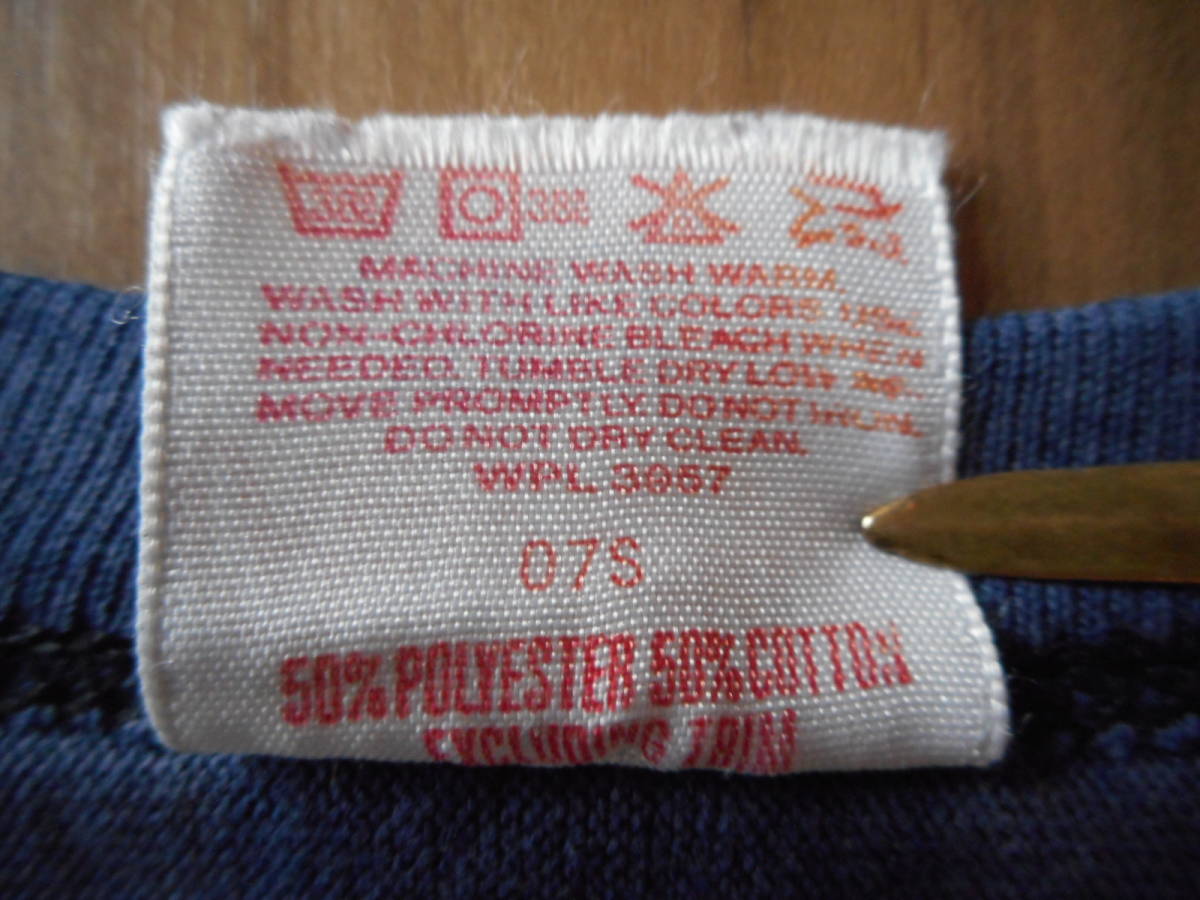 MACHINE WASH WARM.
WASH WITH LIKE COLORS. USE
NON-CHLORINE BLEACH WHEN
NEEDED. TUMBLE DRY LOW. RE-
MOVE PROMPTLY. DO NOT IRON.
DO NOT DRY CLEAN.
WPL
07S
50% POLYESTER 50% COTTON
EXCLUDING TRIM